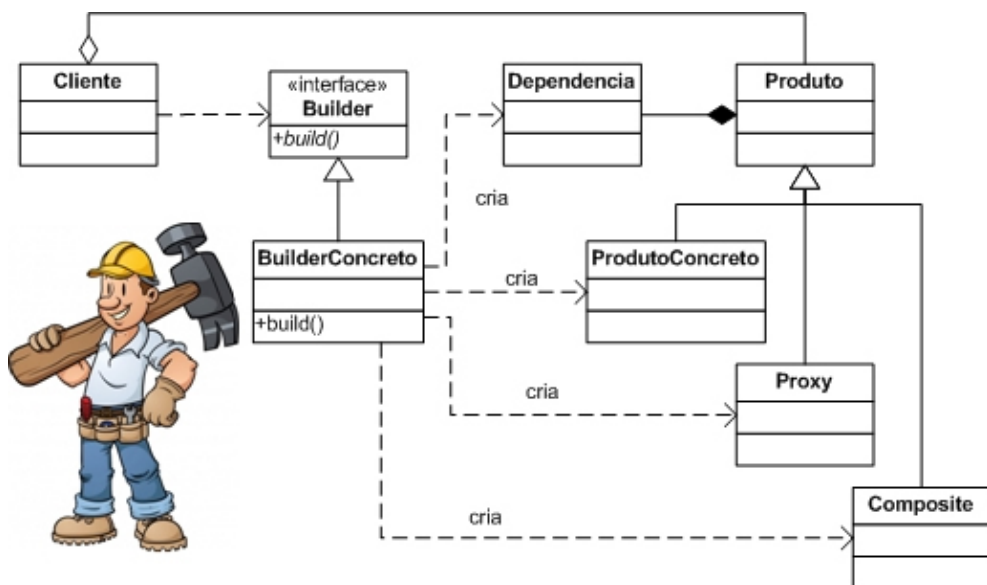 Cliente
«interface»
Builder
+build()
Dependencia
Produto
cria
BuilderConcreto
+build()
cria
ProdutoConcreto
cria
Proxy
cria
Composite